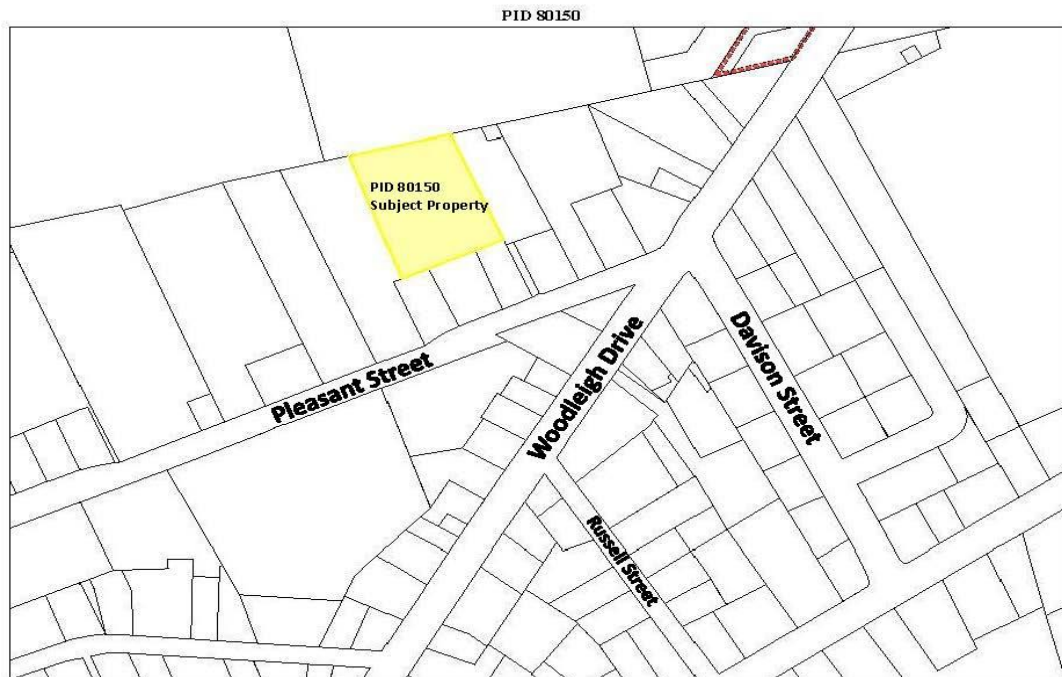 PID 80150
PID 80150
Subject Property
Pleasant Street
Woodleigh Drive
Davison Street
Russell Street